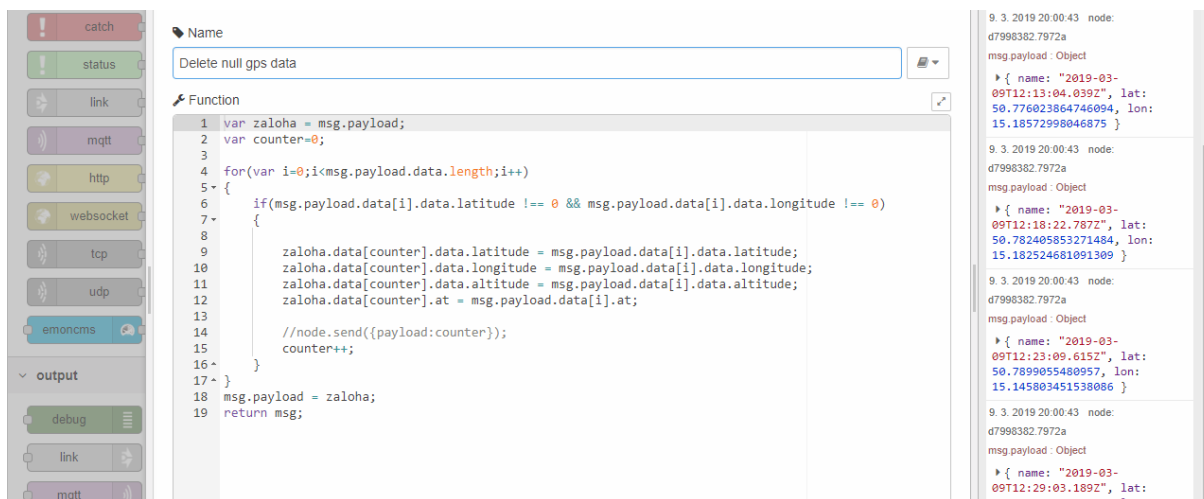 catch
status
link
mqtt
http
websocket
tcp
udp
emoncms
output
debug
link
mqtt
Name
Delete null gps data
Function
1 var zaloha = msg.payload;
2 var counter=0;
3
4 for(var i=0;i<msg.payload.data.length;i++)
5 {
6 if(msg.payload.data[i].data.latitude !== 0 && msg.payload.data[i].data.longitude !== 0)
7 {
8
9 zaloha.data[counter].data.latitude = msg.payload.data[i].data.latitude;
10 zaloha.data[counter].data.longitude = msg.payload.data[i].data.longitude;
11 zaloha.data[counter].data.altitude = msg.payload.data[i].data.altitude;
12 zaloha.data[counter].at = msg.payload.data[i].at;
13
14 //node.send({payload:counter});
15 counter++;
16 }
17 }
18 msg.payload = zaloha;
19 return msg;
9. 3. 2019 20:00:43 node:
d7998382.7972a
msg.payload : Object
{ name: "2019-03-
09T12:13:04.039Z", lat:
50.776023864746094, lon:
15.18572998046875 }
9. 3. 2019 20:00:43 node:
d7998382.7972a
msg.payload : Object
{ name: "2019-03-
09T12:18:22.787Z", lat:
50.782405853271484, lon:
15.182524681091309 }
9. 3. 2019 20:00:43 node:
d7998382.7972a
msg.payload : Object
{ name: "2019-03-
09T12:23:09.615Z", lat:
50.7899055480957, lon:
15.145803451538086 }
9. 3. 2019 20:00:43 node:
d7998382.7972a
msg.payload : Object
{ name: "2019-03-
09T12:29:03.189Z", lat: